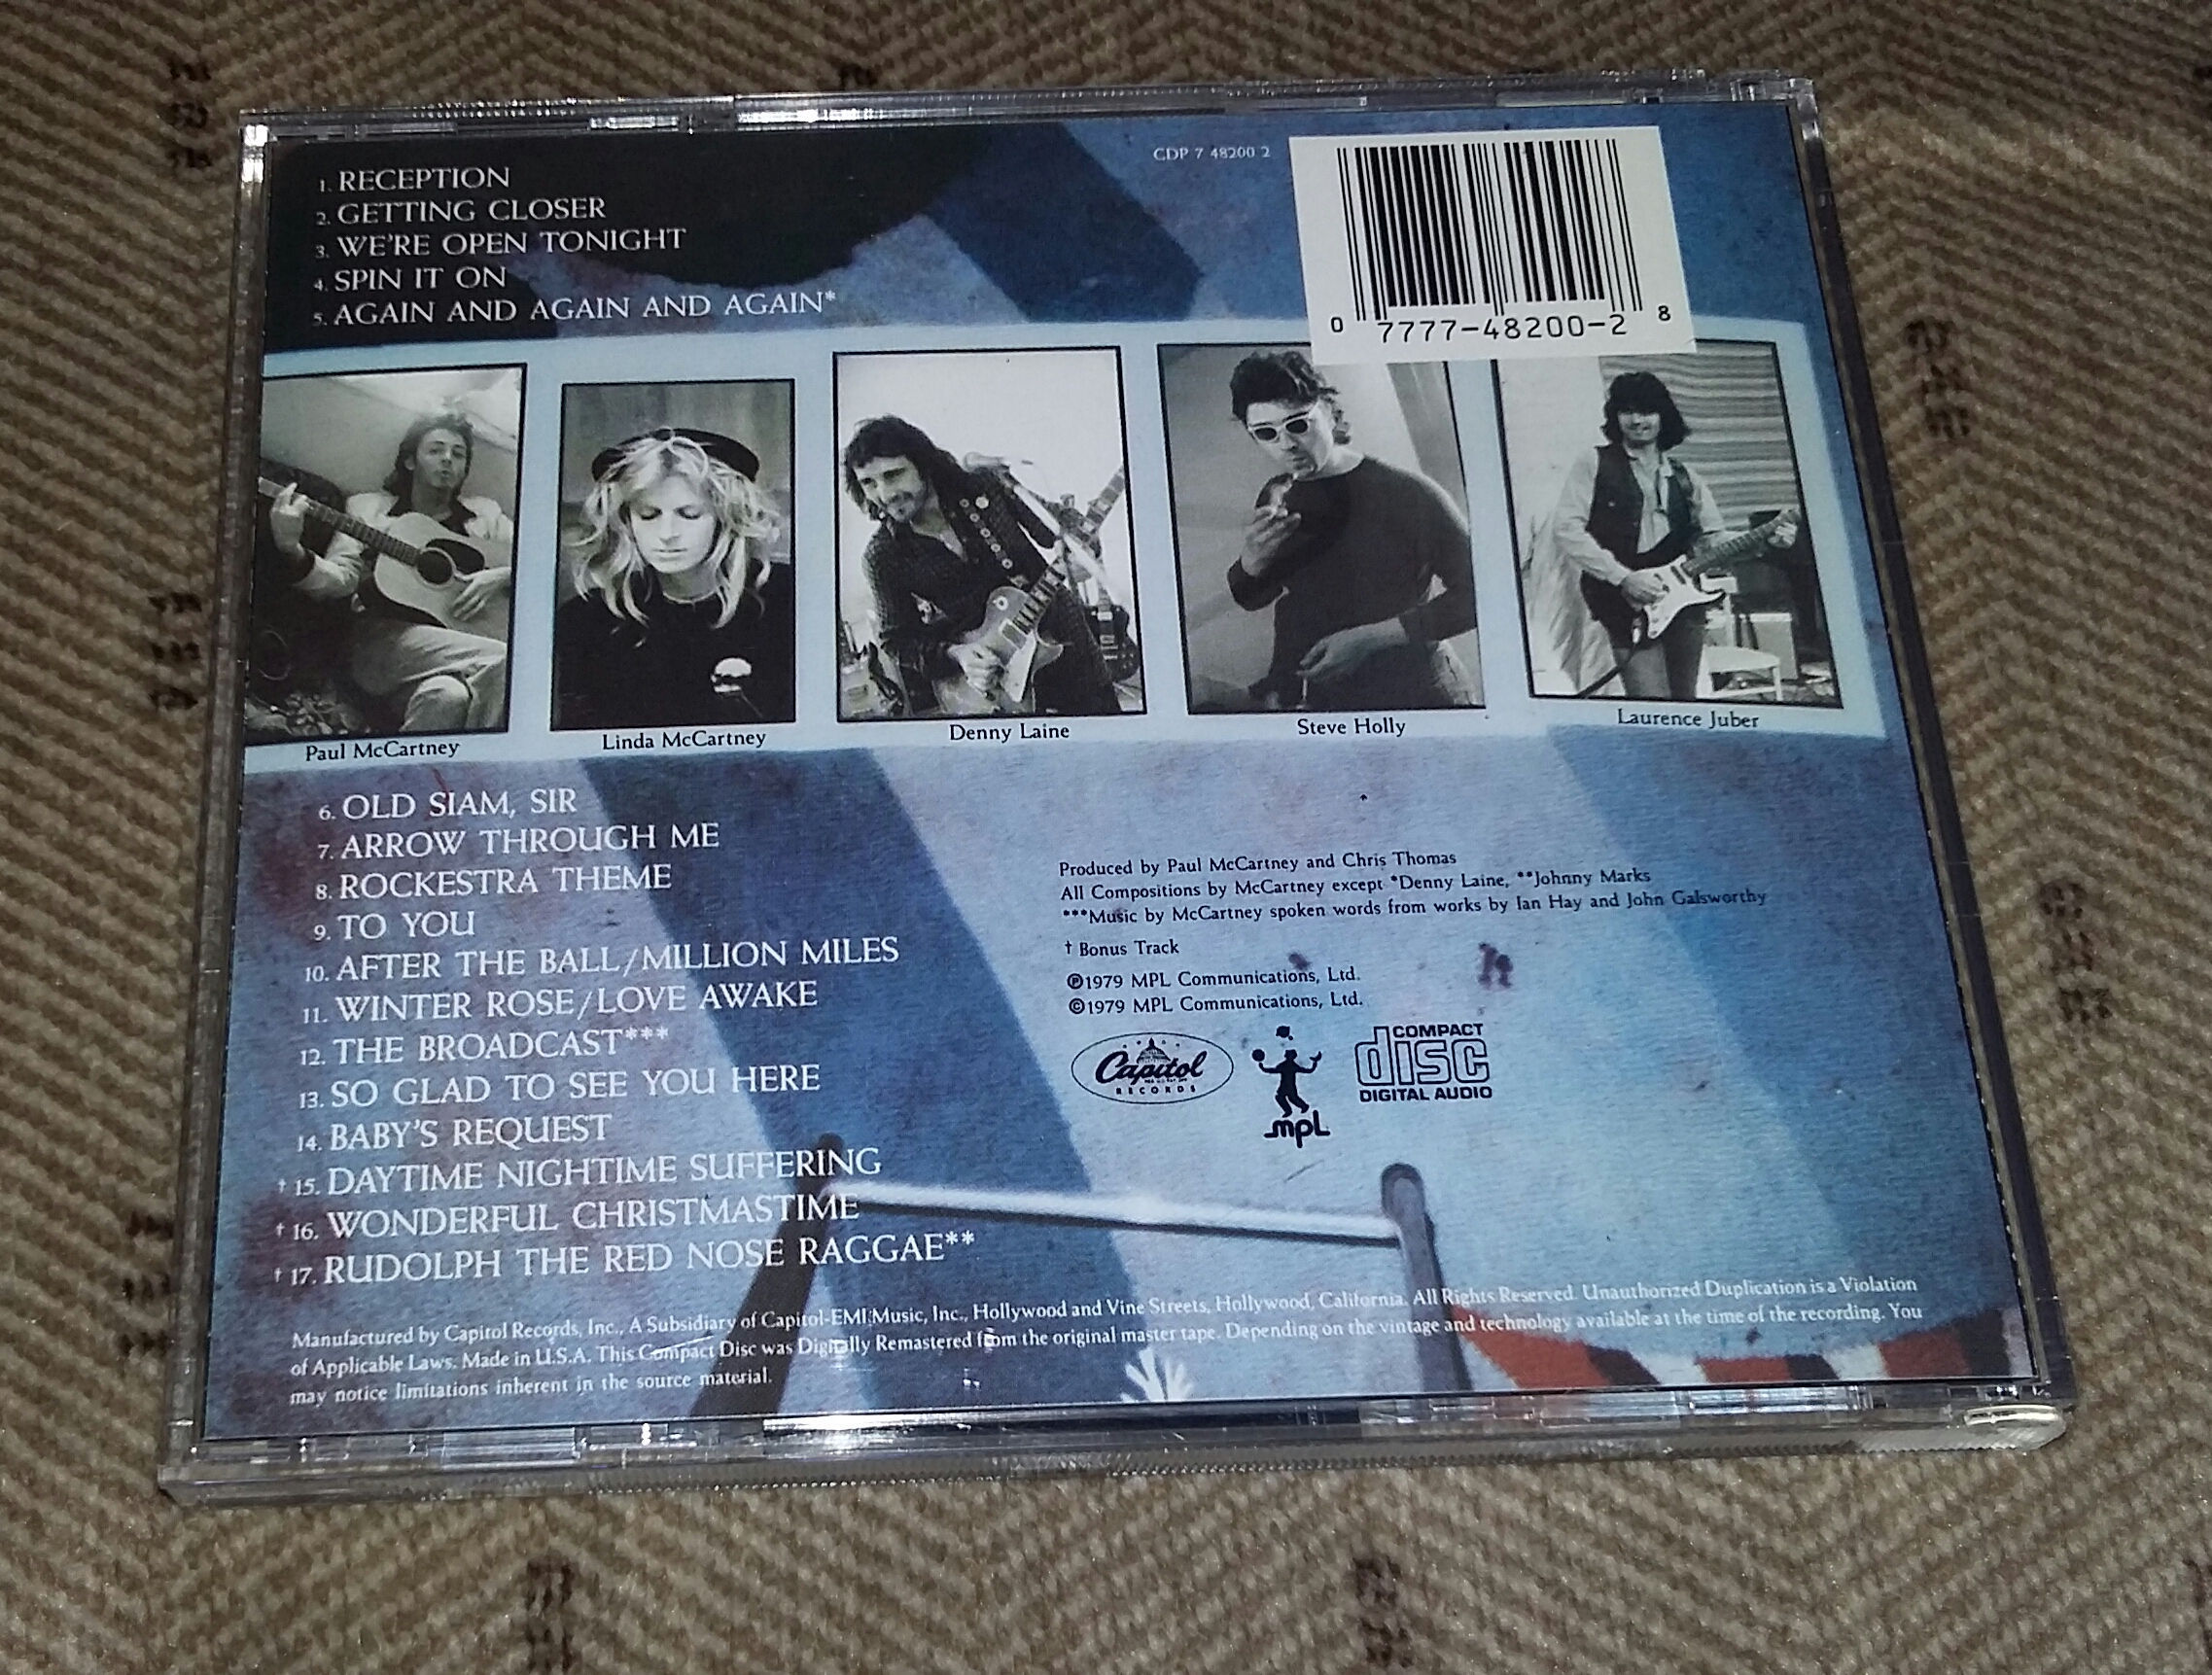 CDP 7 48200 2
1. RECEPTION
2. GETTING CLOSER
3. WE'RE OPEN TONIGHT
4. SPIN IT ON
5. AGAIN AND AGAIN AND AGAIN*
0 7777-48200-2 8
Paul McCartney
Linda McCartney
Denny Laine
Steve Holly
Laurence Juber
6. OLD SIAM, SIR
7. ARROW THROUGH ME
8. ROCKESTRA THEME
9. TO YOU
10. AFTER THE BALL/MILLION MILES
11. WINTER ROSE/LOVE AWAKE
12. THE BROADCAST***
13. SO GLAD TO SEE YOU HERE
14. BABY'S REQUEST
† 15. DAYTIME NIGHTIME SUFFERING
† 16. WONDERFUL CHRISTMASTIME
† 17. RUDOLPH THE RED NOSE RAGGAE**
Produced by Paul McCartney and Chris Thomas
All Compositions by McCartney except *Denny Laine, **Johnny Marks
***Music by McCartney spoken words from works by Ian Hay and John Galsworthy
† Bonus Track
℗1979 MPL Communications, Ltd.
©1979 MPL Communications, Ltd.
Capitol
RECORDS
mpl
COMPACT
disc
DIGITAL AUDIO
Manufactured by Capitol Records, Inc., A Subsidiary of Capitol-EMI Music, Inc., Hollywood and Vine Streets, Hollywood, California. All Rights Reserved. Unauthorized Duplication is a Violation
of Applicable Laws. Made in U.S.A. This Compact Disc was Digitally Remastered from the original master tape. Depending on the vintage and technology available at the time of the recording. You
may notice limitations inherent in the source material.